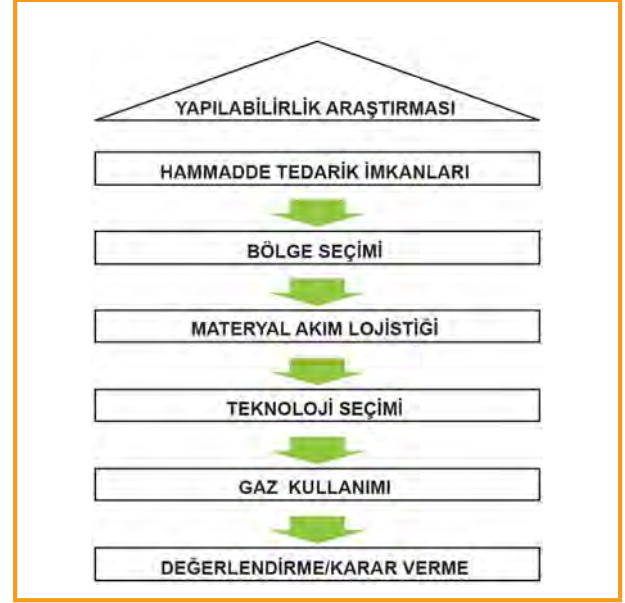 YAPILABİLİRLİK ARAŞTIRMASI
HAMMADDE TEDARİK İMKANLARI
BÖLGE SEÇİMİ
MATERYAL AKIM LOJİSTİĞİ
TEKNOLOJİ SEÇİMİ
GAZ KULLANIMI
DEĞERLENDİRME/KARAR VERME